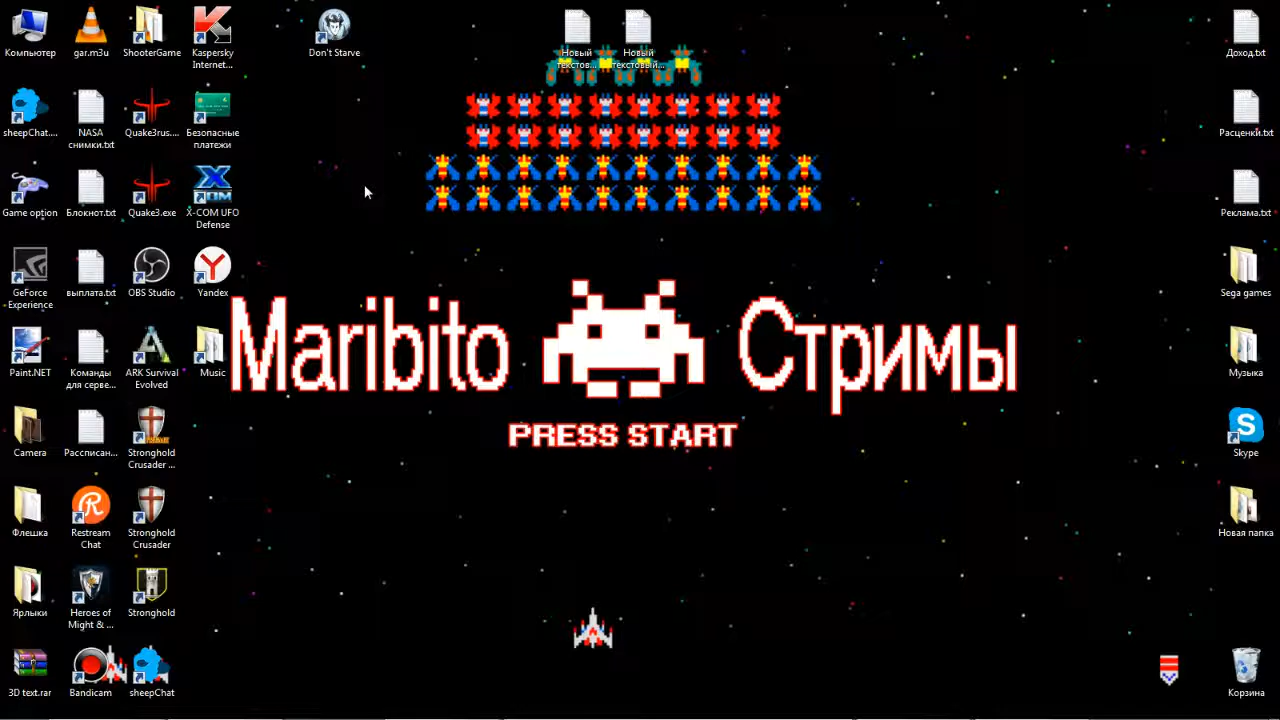 Компьютер
gar.m3u
ShooterGame
Kaspersky
Internet...
Don't Starve
Новый
текстов...
Новый
текстовый...
Доход.txt
sheepChat....
NASA
снимки.txt
Quake3rus....
Безопасные
платежи
Расценки.txt
Game option
Блокнот.txt
Quake3.exe
X-COM UFO
Defense
Реклама.txt
GeForce
Experience
выплата.txt
OBS Studio
Yandex
Sega games
Maribito
Стримы
PRESS START
Paint.NET
Команды
для серве...
ARK Survival
Evolved
Music
Музыка
Camera
Рассписан...
Stronghold
Crusader ...
Skype
Флешка
Restream
Chat
Stronghold
Crusader
Новая папка
Ярлыки
Heroes of
Might & ...
Stronghold
3D text.rar
Bandicam
sheepChat
Корзина